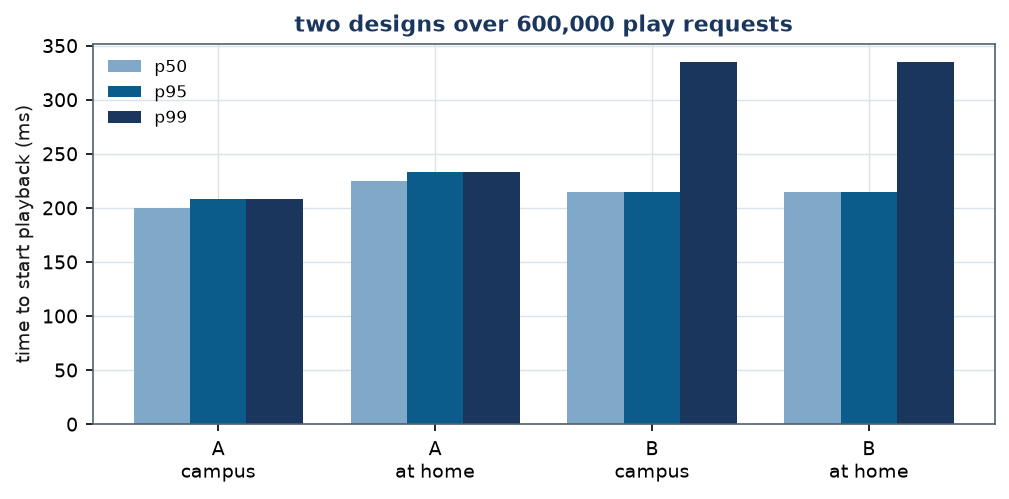 two designs over 600,000 play requests
time to start playback (ms)
350
300
250
200
150
100
50
0
p50
p95
p99
A
campus
A
at home
B
campus
B
at home